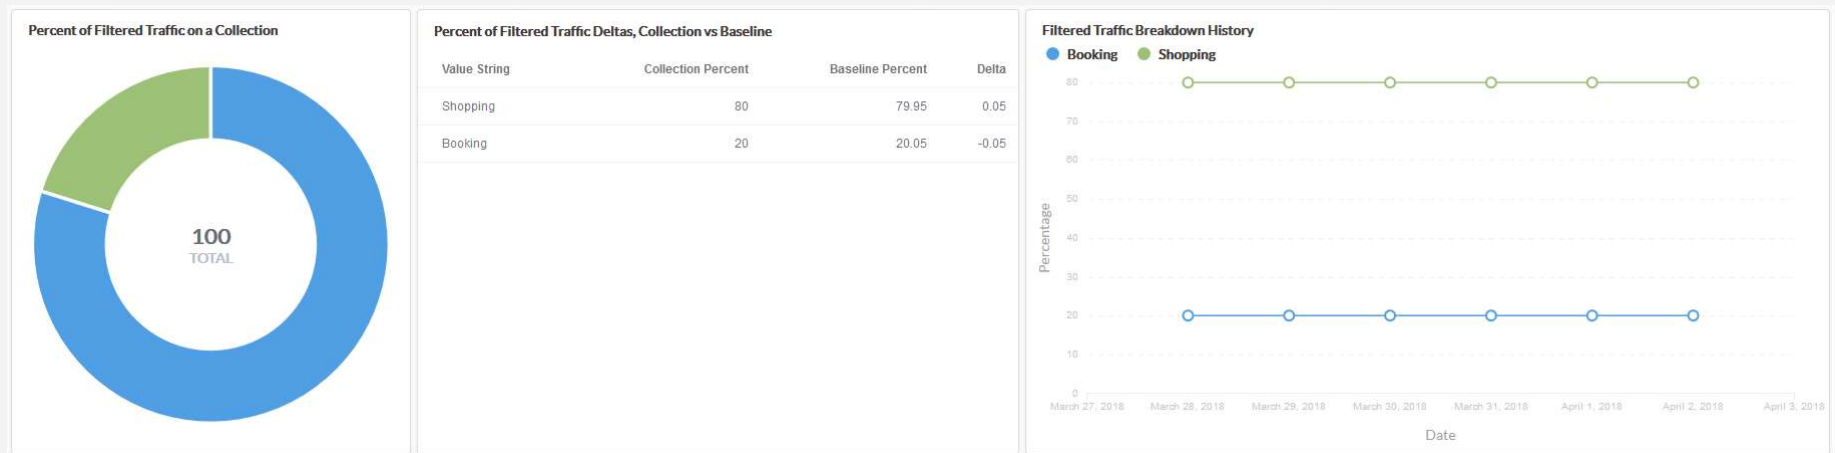 Percent of Filtered Traffic on a Collection
100
TOTAL
Percent of Filtered Traffic Deltas, Collection vs Baseline
Value String Collection Percent Baseline Percent Delta
Shopping 80 79.95 0.05
Booking 20 20.05 -0.05
Filtered Traffic Breakdown History
Booking Shopping
80
70
60
50
40
30
20
10
0
Percentage
March 27, 2018 March 28, 2018 March 29, 2018 March 30, 2018 March 31, 2018 April 1, 2018 April 2, 2018 April 3, 2018
Date